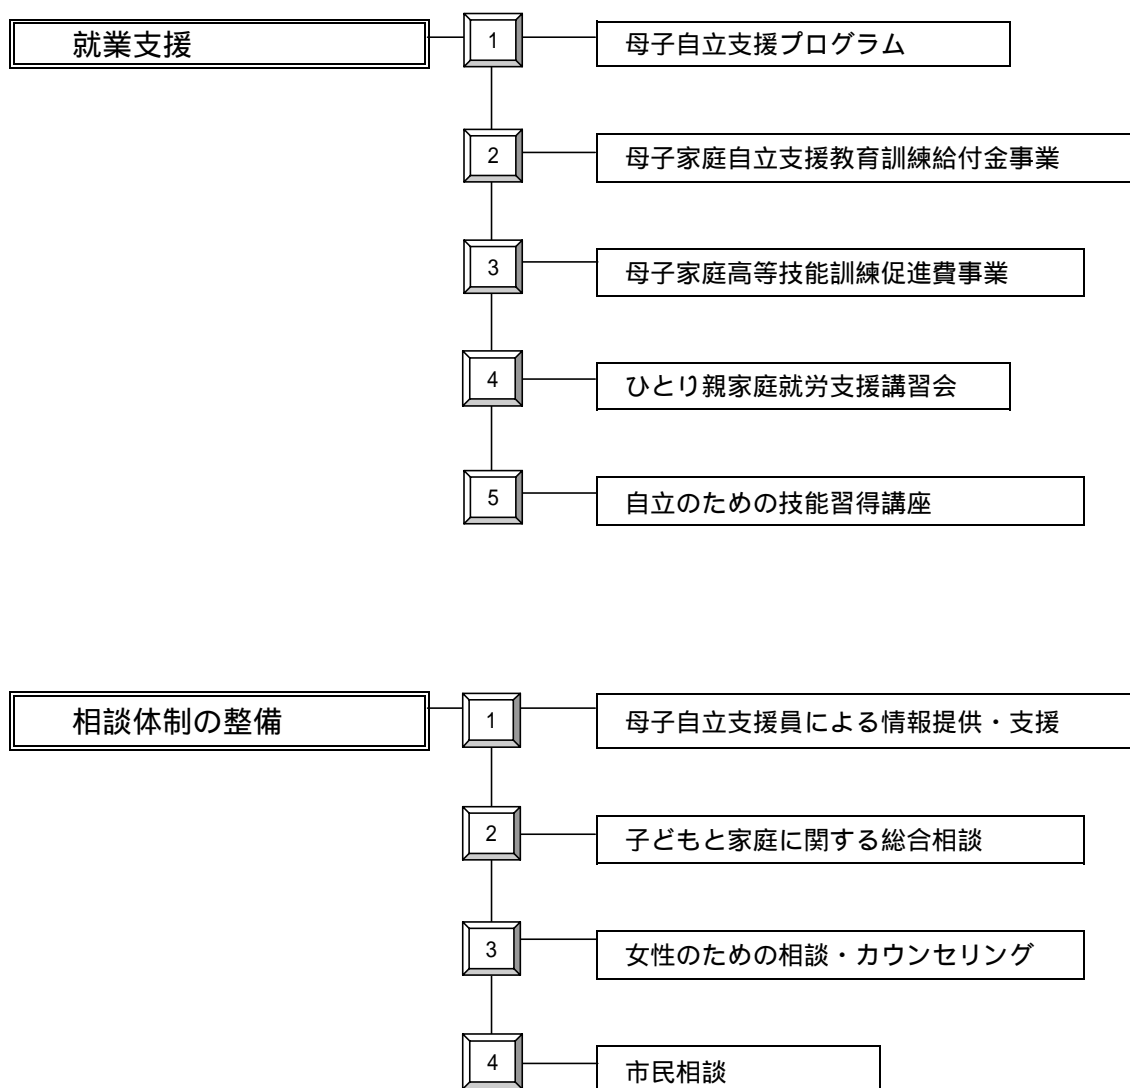 就業支援
1
母子自立支援プログラム
2
母子家庭自立支援教育訓練給付金事業
3
母子家庭高等技能訓練促進費事業
4
ひとり親家庭就労支援講習会
5
自立のための技能習得講座
相談体制の整備
1
母子自立支援員による情報提供・支援
2
子どもと家庭に関する総合相談
3
女性のための相談・カウンセリング
4
市民相談